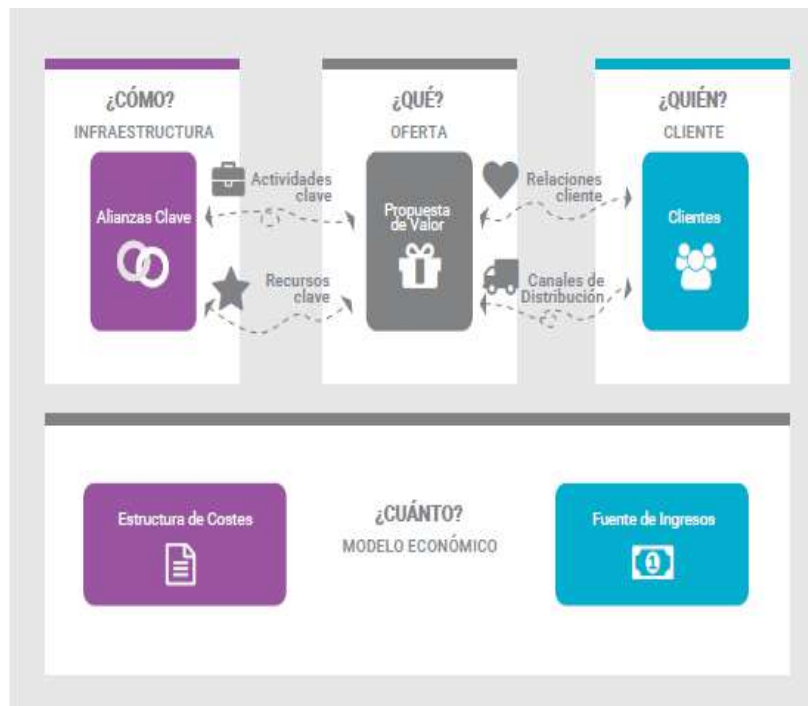 ¿CÓMO?
INFRAESTRUCTURA
Alianzas Clave
Actividades
clave
Recursos
clave
¿QUÉ?
OFERTA
Propuesta
de Valor
Relaciones
cliente
Canales de
Distribución
¿QUIÉN?
CLIENTE
Clientes
Estructura de Costes
¿CUÁNTO?
MODELO ECONÓMICO
Fuente de Ingresos
1